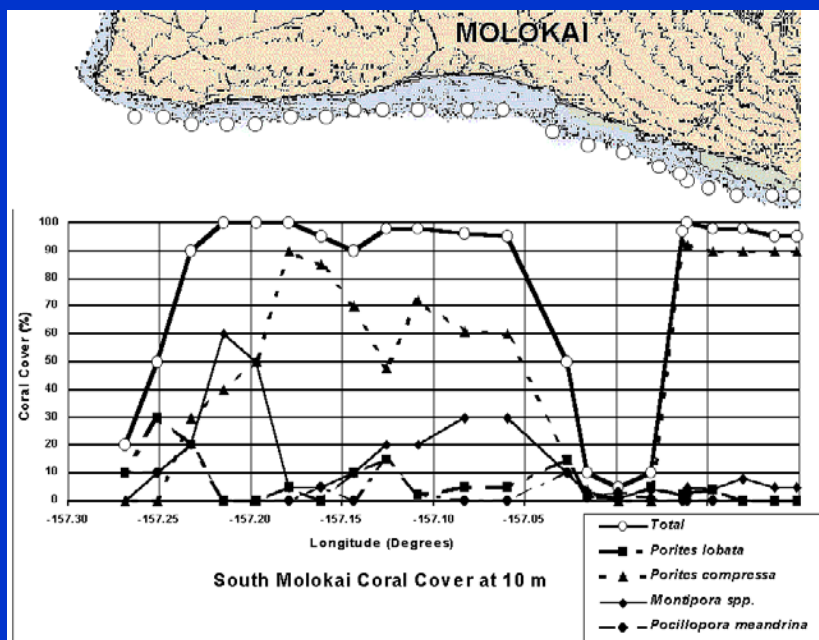 MOLOKAI
100
90
80
70
60
50
40
30
20
10
0
Coral Cover (%)
-157.30 -157.25 -157.20 -157.15 -157.10 -157.05
Longitude (Degrees)
South Molokai Coral Cover at 10 m
Total
Porites lobata
Porites compressa
Montipora spp.
Pocillopora meandrina